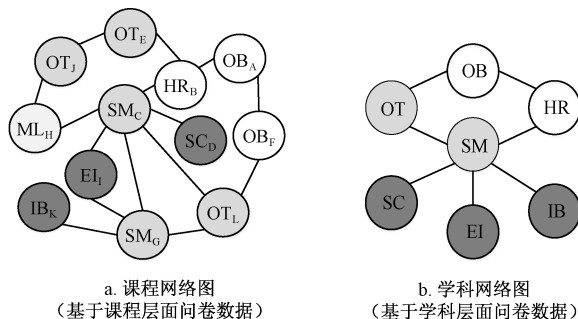 OT_E
OT_J
OB_A
HR_B
SM_C
ML_H
SC_D
OB_F
EI_I
IB_K
OT_L
SM_G
a. 课程网络图
（基于课程层面问卷数据）
OB
OT
HR
SM
SC
EI
IB
b. 学科网络图
（基于学科层面问卷数据）